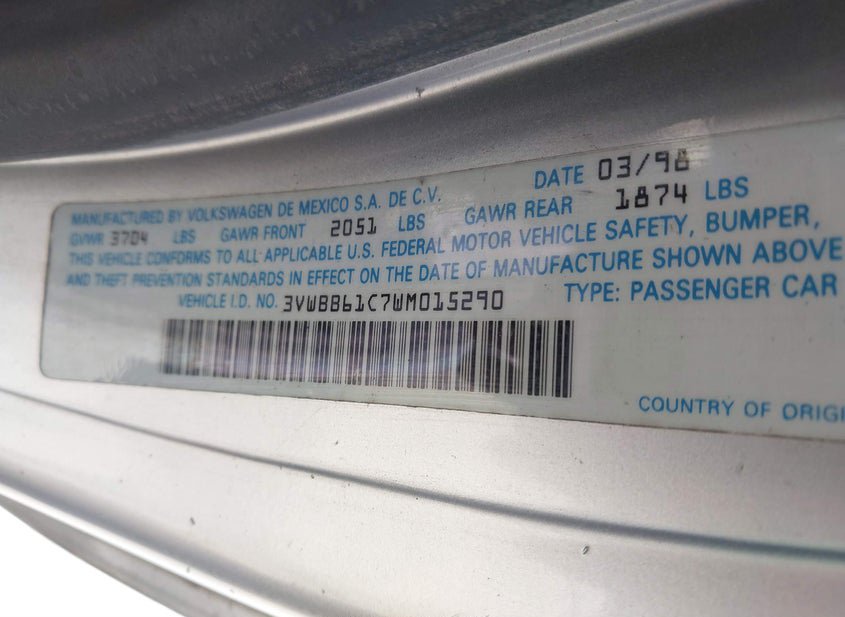 MANUFACTURED BY VOLKSWAGEN DE MEXICO S.A. DE C.V. DATE 03/98
GVWR 3704 LBS GAWR FRONT 2051 LBS GAWR REAR 1874 LBS
THIS VEHICLE CONFORMS TO ALL APPLICABLE U.S. FEDERAL MOTOR VEHICLE SAFETY, BUMPER,
AND THEFT PREVENTION STANDARDS IN EFFECT ON THE DATE OF MANUFACTURE SHOWN ABOVE
VEHICLE I.D. NO. 3VWBB61C7WM015290 TYPE: PASSENGER CAR
COUNTRY OF ORIGI